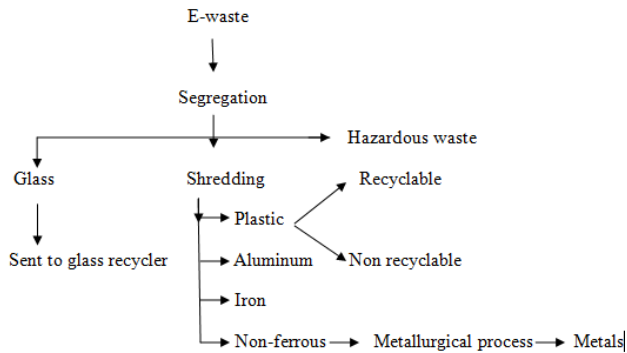 E-waste
Segregation
Hazardous waste
Glass
Shredding
Recyclable
Plastic
Sent to glass recycler
Aluminum
Non recyclable
Iron
Non-ferrous
Metallurgical process
Metals